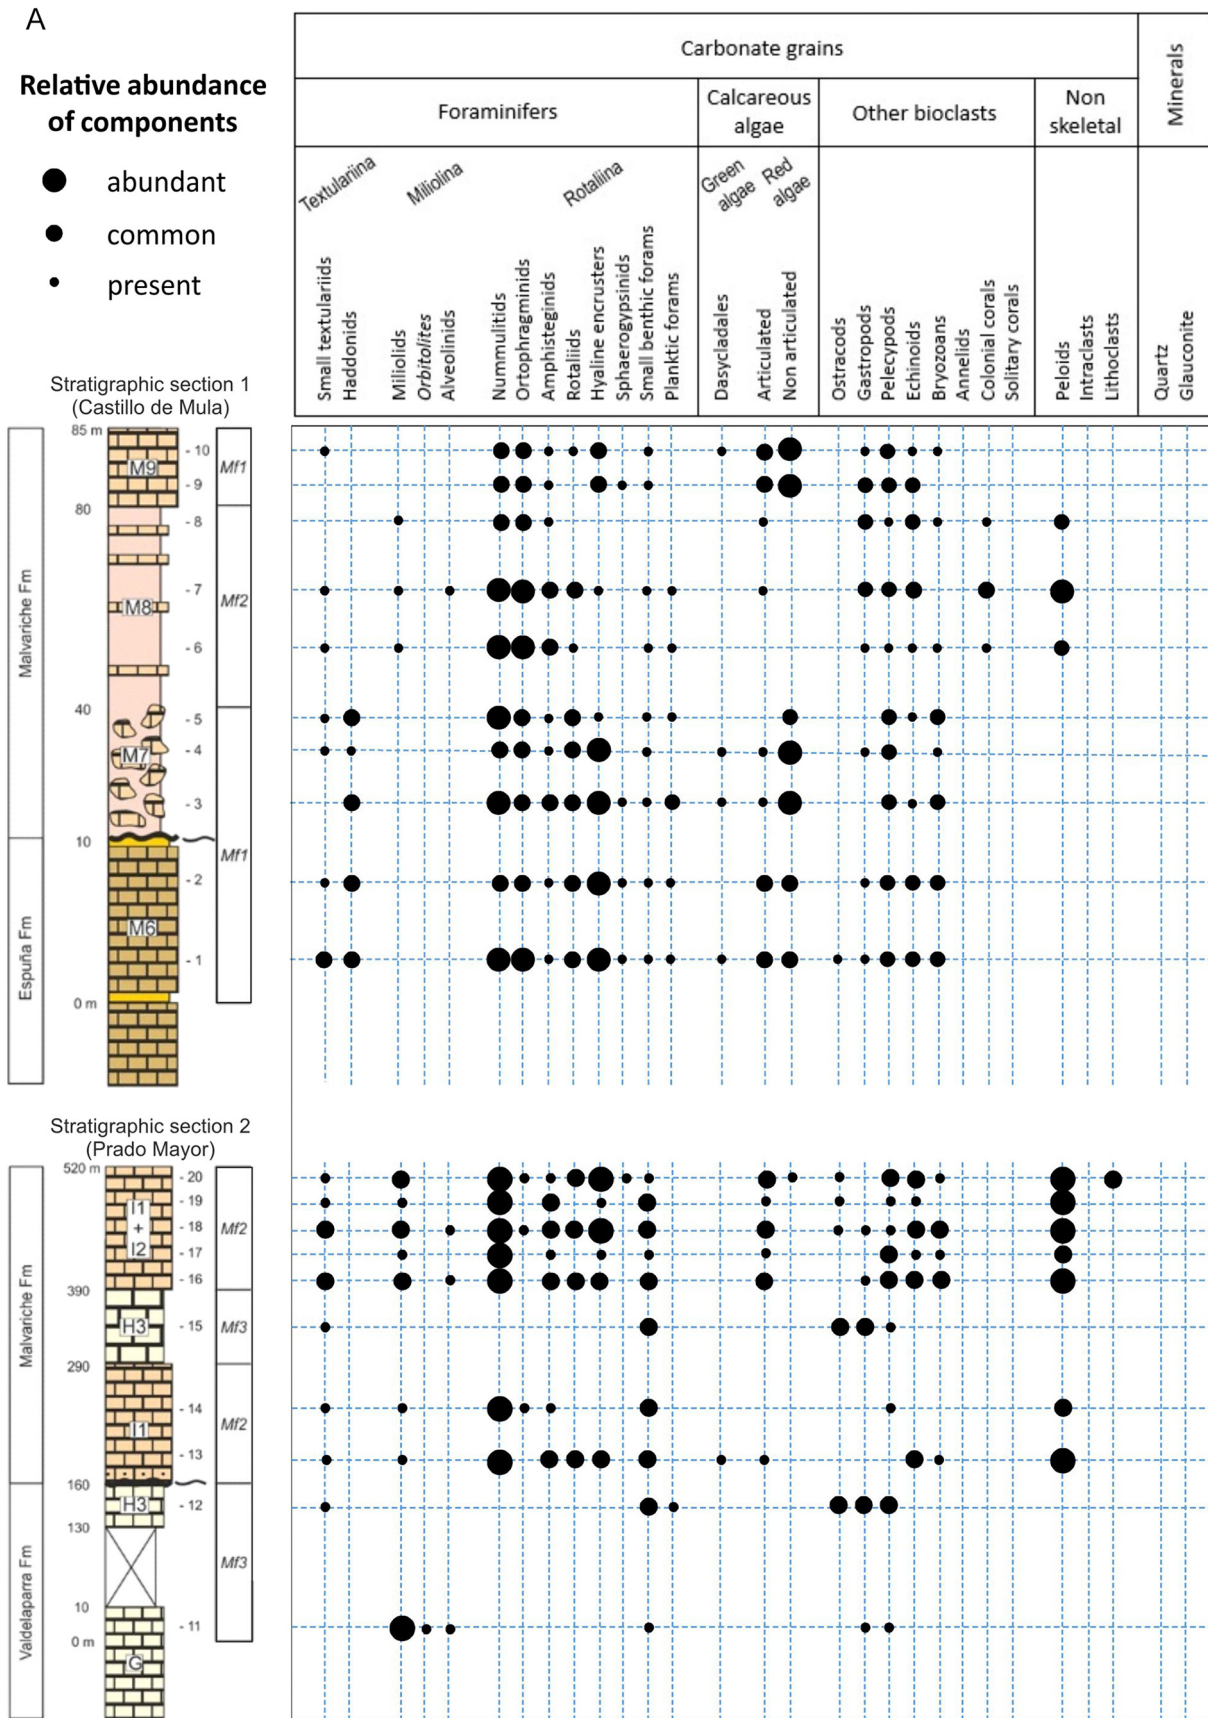 A
Relative abundance
of components
abundant
common
present
Carbonate grains
Minerals
Foraminifers
Calcareous
algae
Other bioclasts
Non
skeletal
Textulariina
Miliolina
Rotaliina
Green
algae
Red
algae
Small textulariids
Haddonids
Miliolids
Orbitolites
Alveolinids
Nummulitids
Ortophragminids
Amphisteginids
Rotaliids
Hyaline encrusters
Sphaerogypsinids
Small benthic forams
Planktic forams
Dasycladales
Articulated
Non articulated
Ostracods
Gastropods
Pelecypods
Echinoids
Bryozoans
Annelids
Colonial corals
Solitary corals
Peloids
Intraclasts
Lithoclasts
Quartz
Glauconite
Stratigraphic section 1
(Castillo de Mula)
85 m
- 10
M9
Mf1
- 9
80
- 8
Malvariche Fm
- 7
M8
Mf2
- 6
40
- 5
M7
- 4
- 3
10
Mf1
- 2
Espuña Fm
M6
- 1
0 m
Stratigraphic section 2
(Prado Mayor)
520 m
- 20
- 19
I1
+
I2
- 18
Mf2
- 17
- 16
390
Malvariche Fm
H3
- 15
Mf3
290
- 14
I1
Mf2
- 13
160
H3
- 12
130
Mf3
Valdelaparra Fm
10
- 11
0 m
G